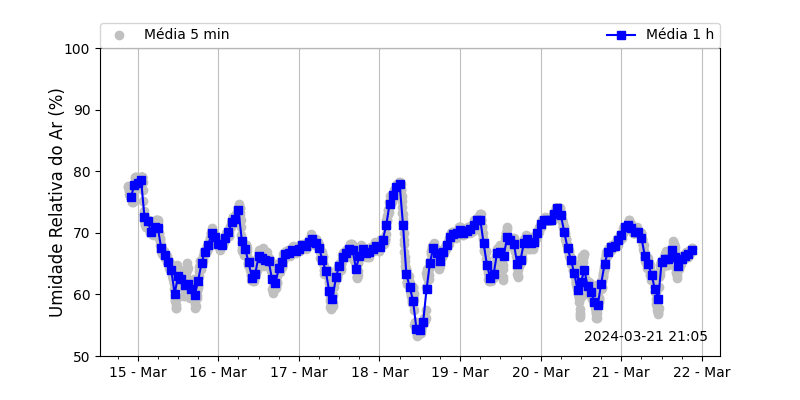 Média 5 min
Média 1 h
Umidade Relativa do Ar (%)
100
90
80
70
60
50
2024-03-21 21:05
15 - Mar
16 - Mar
17 - Mar
18 - Mar
19 - Mar
20 - Mar
21 - Mar
22 - Mar